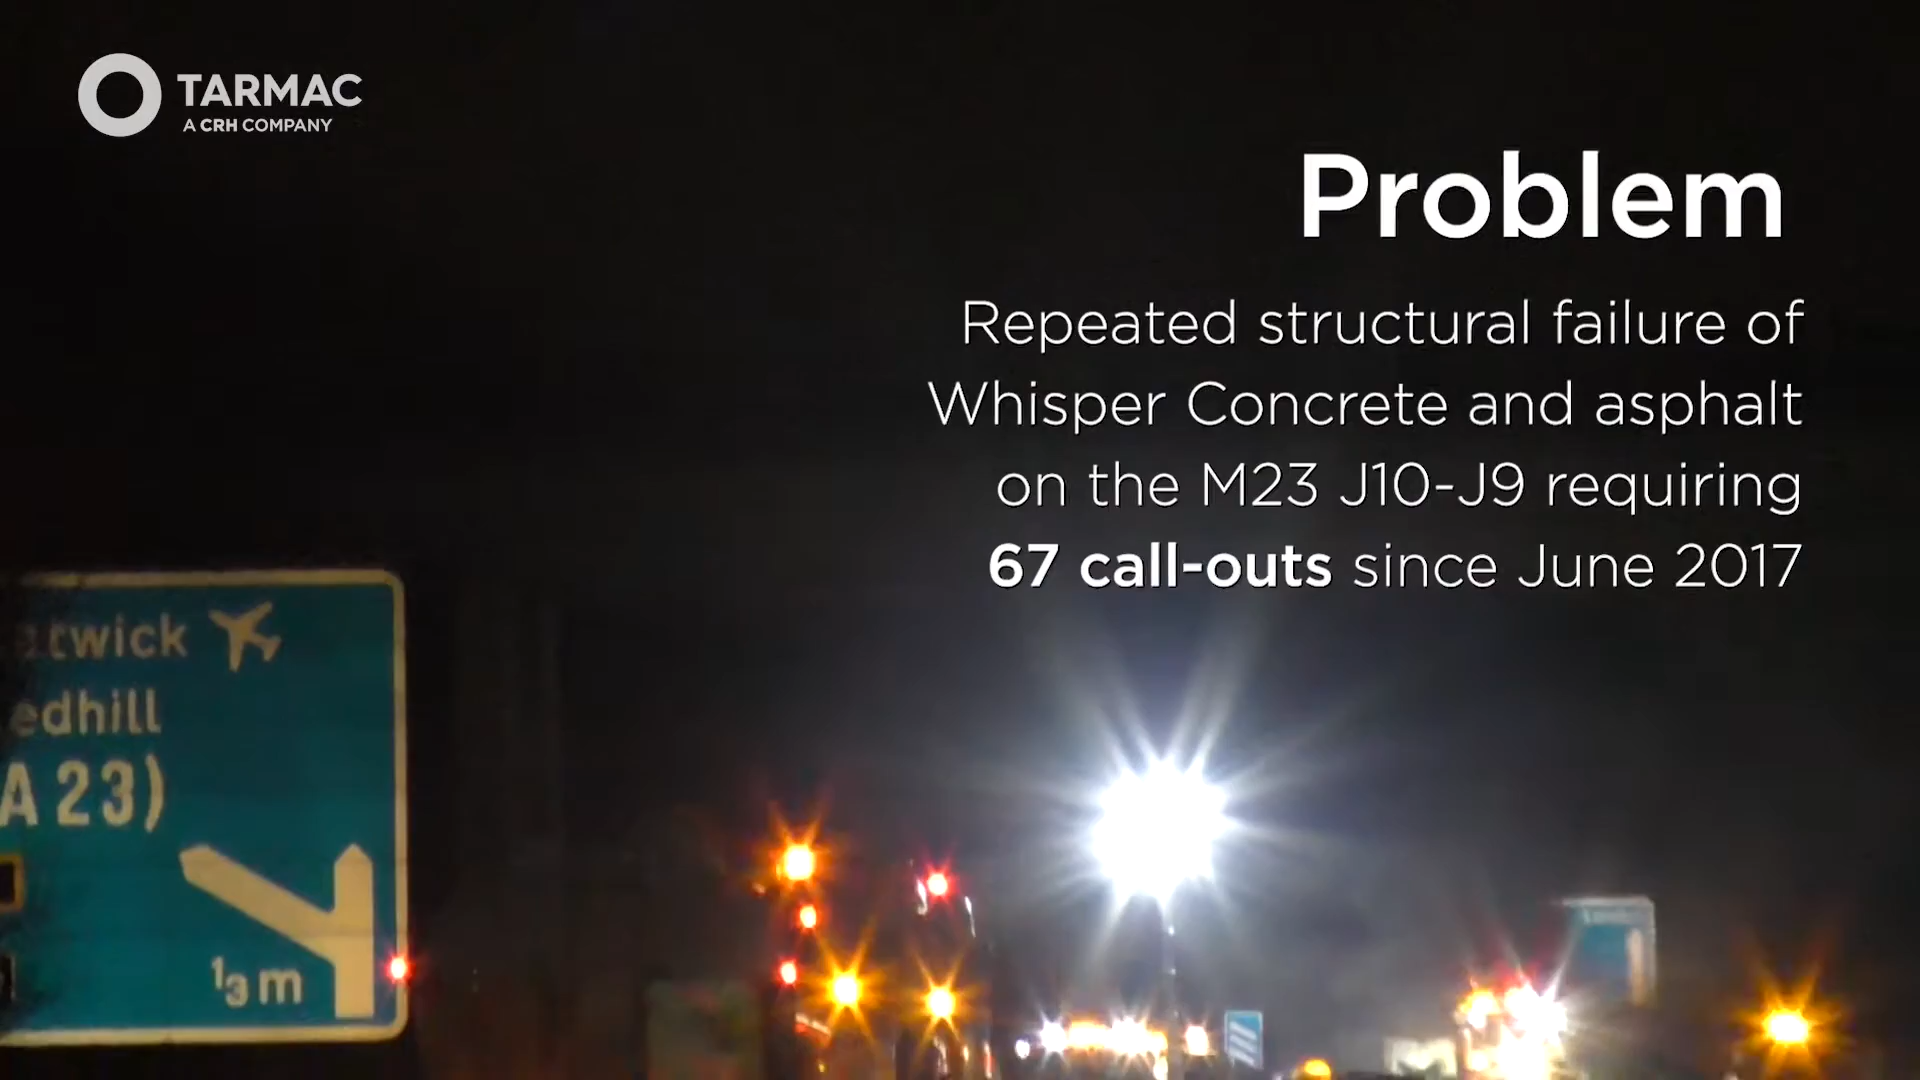 TARMAC
A CRH COMPANY
Problem
Repeated structural failure of
Whisper Concrete and asphalt
on the M23 J10-J9 requiring
67 call-outs since June 2017
twick
edhill
A 23)
1/3 m